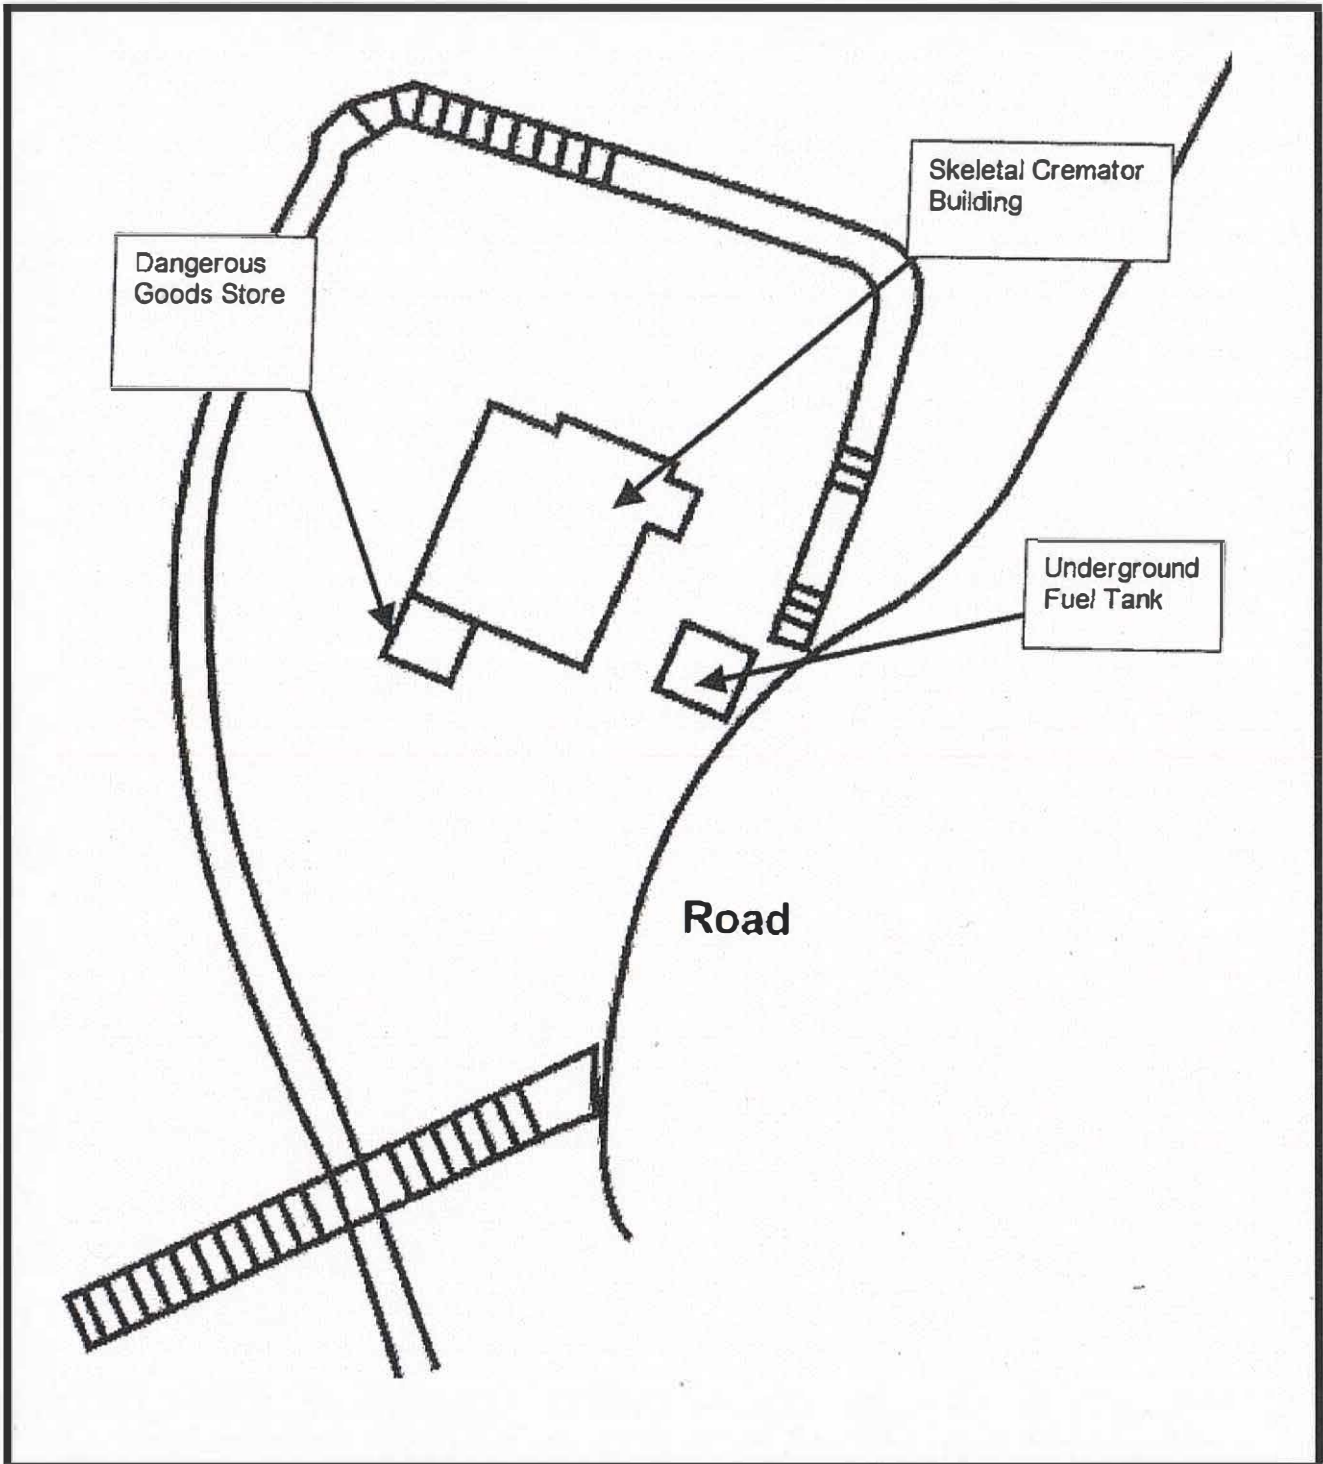 Skeletal Cremator
Building
Dangerous
Goods Store
Underground
Fuel Tank
Road